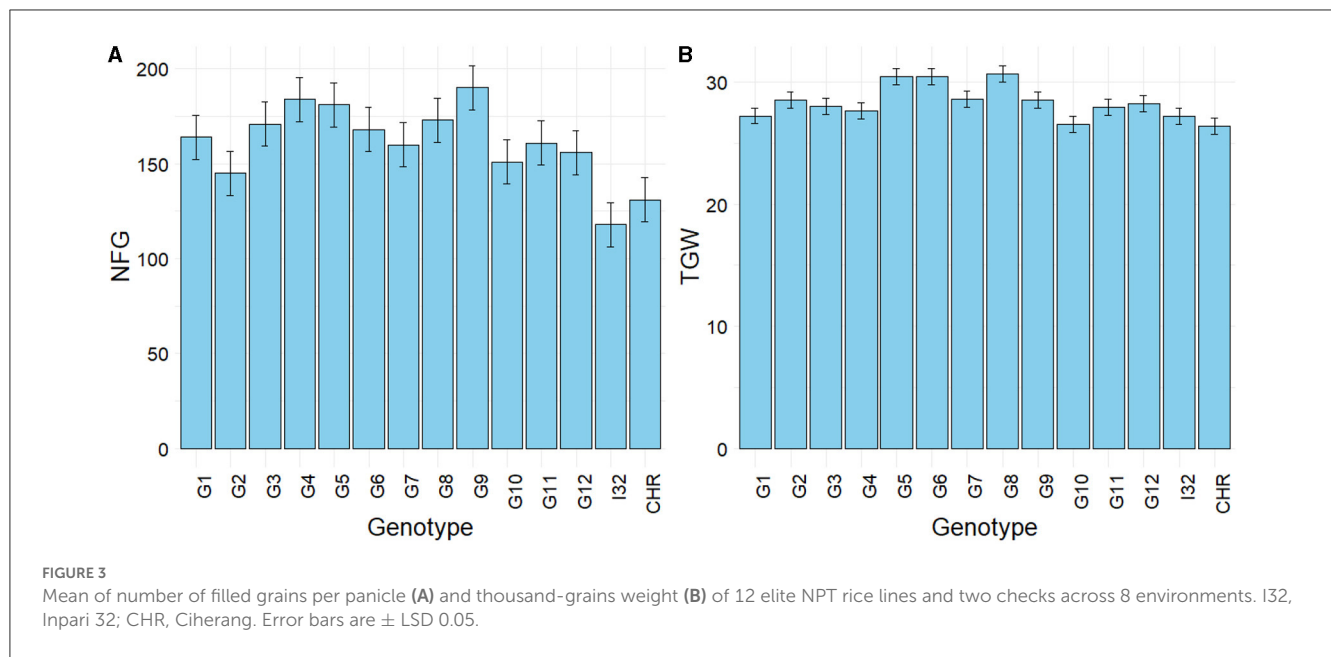 A
200
150
100
50
0
NFG
G1
G2
G3
G4
G5
G6
G7
G8
G9
G10
G11
G12
I32
CHR
Genotype
B
30
20
10
0
TGW
G1
G2
G3
G4
G5
G6
G7
G8
G9
G10
G11
G12
I32
CHR
Genotype
FIGURE 3
Mean of number of filled grains per panicle (A) and thousand-grains weight (B) of 12 elite NPT rice lines and two checks across 8 environments. I32,
Inpari 32; CHR, Ciherang. Error bars are ± LSD 0.05.